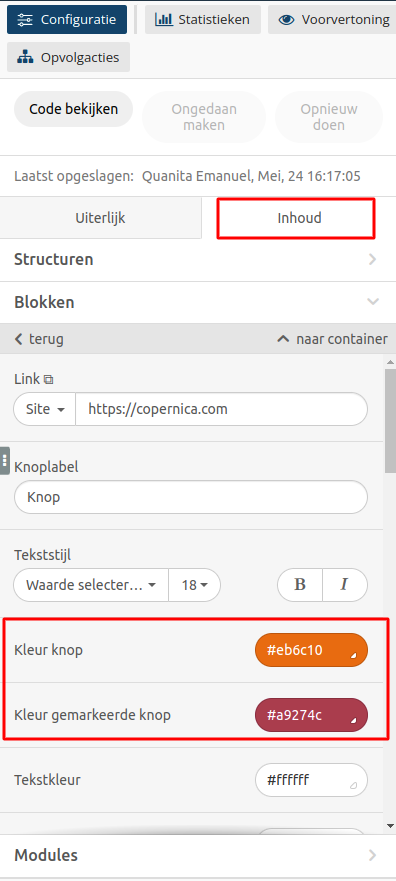 Configuratie Statistieken Voorvertoning
Opvolgacties
Code bekijken
Ongedaan
maken
Opnieuw
doen
Laatst opgeslagen: Quanita Emanuel, Mei, 24 16:17:05
Uiterlijk Inhoud
Structuren
Blokken
terug naar container
Link
Site https://copernica.com
Knoplabel
Knop
Tekststijl
Waarde selecter... 18 B I
Kleur knop #eb6c10
Kleur gemarkeerde knop #a9274c
Tekstkleur #ffffff
Modules